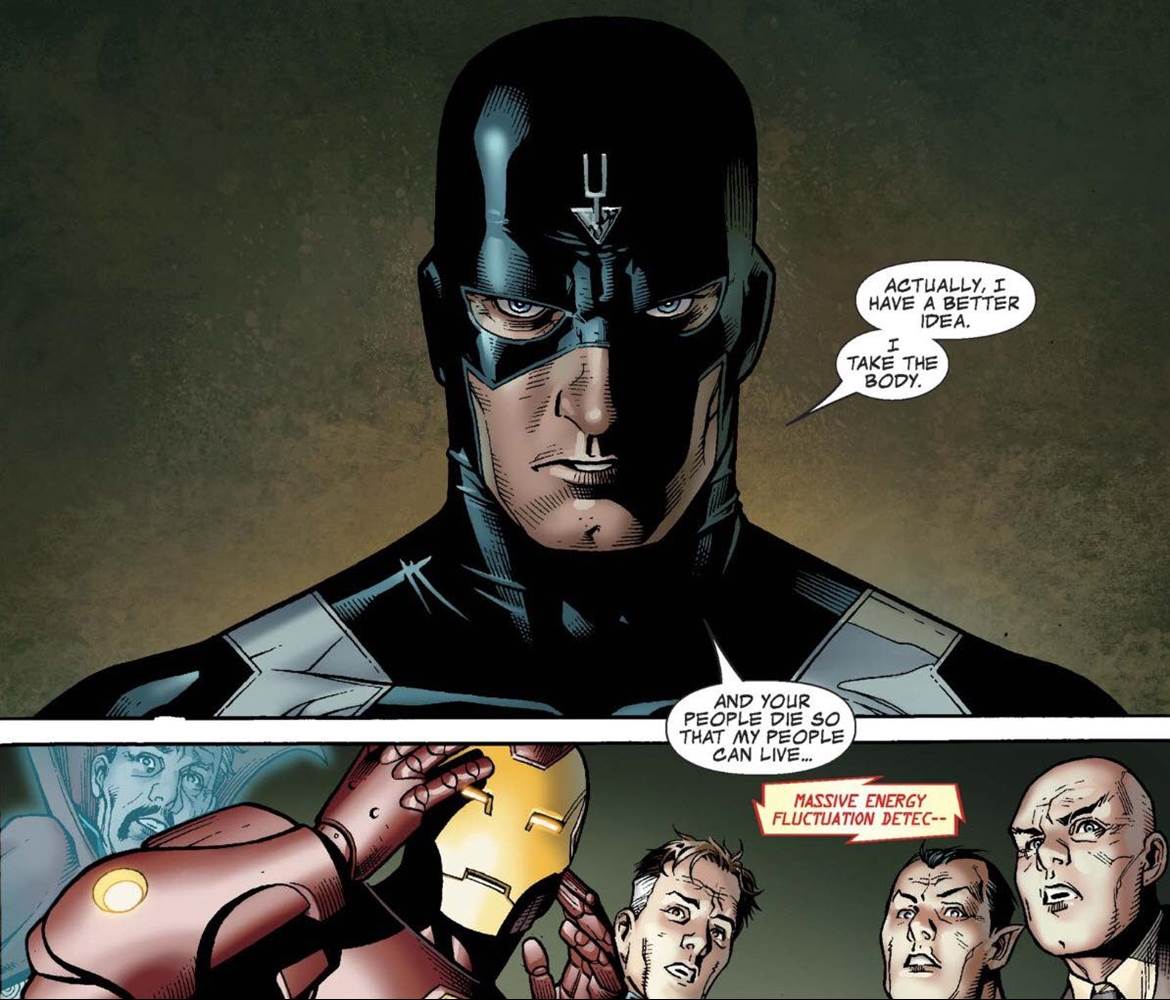 ACTUALLY, I
HAVE A BETTER
IDEA.
I
TAKE THE
BODY.
AND YOUR
PEOPLE DIE SO
THAT MY PEOPLE
CAN LIVE...
MASSIVE ENERGY
FLUCTUATION DETEC--